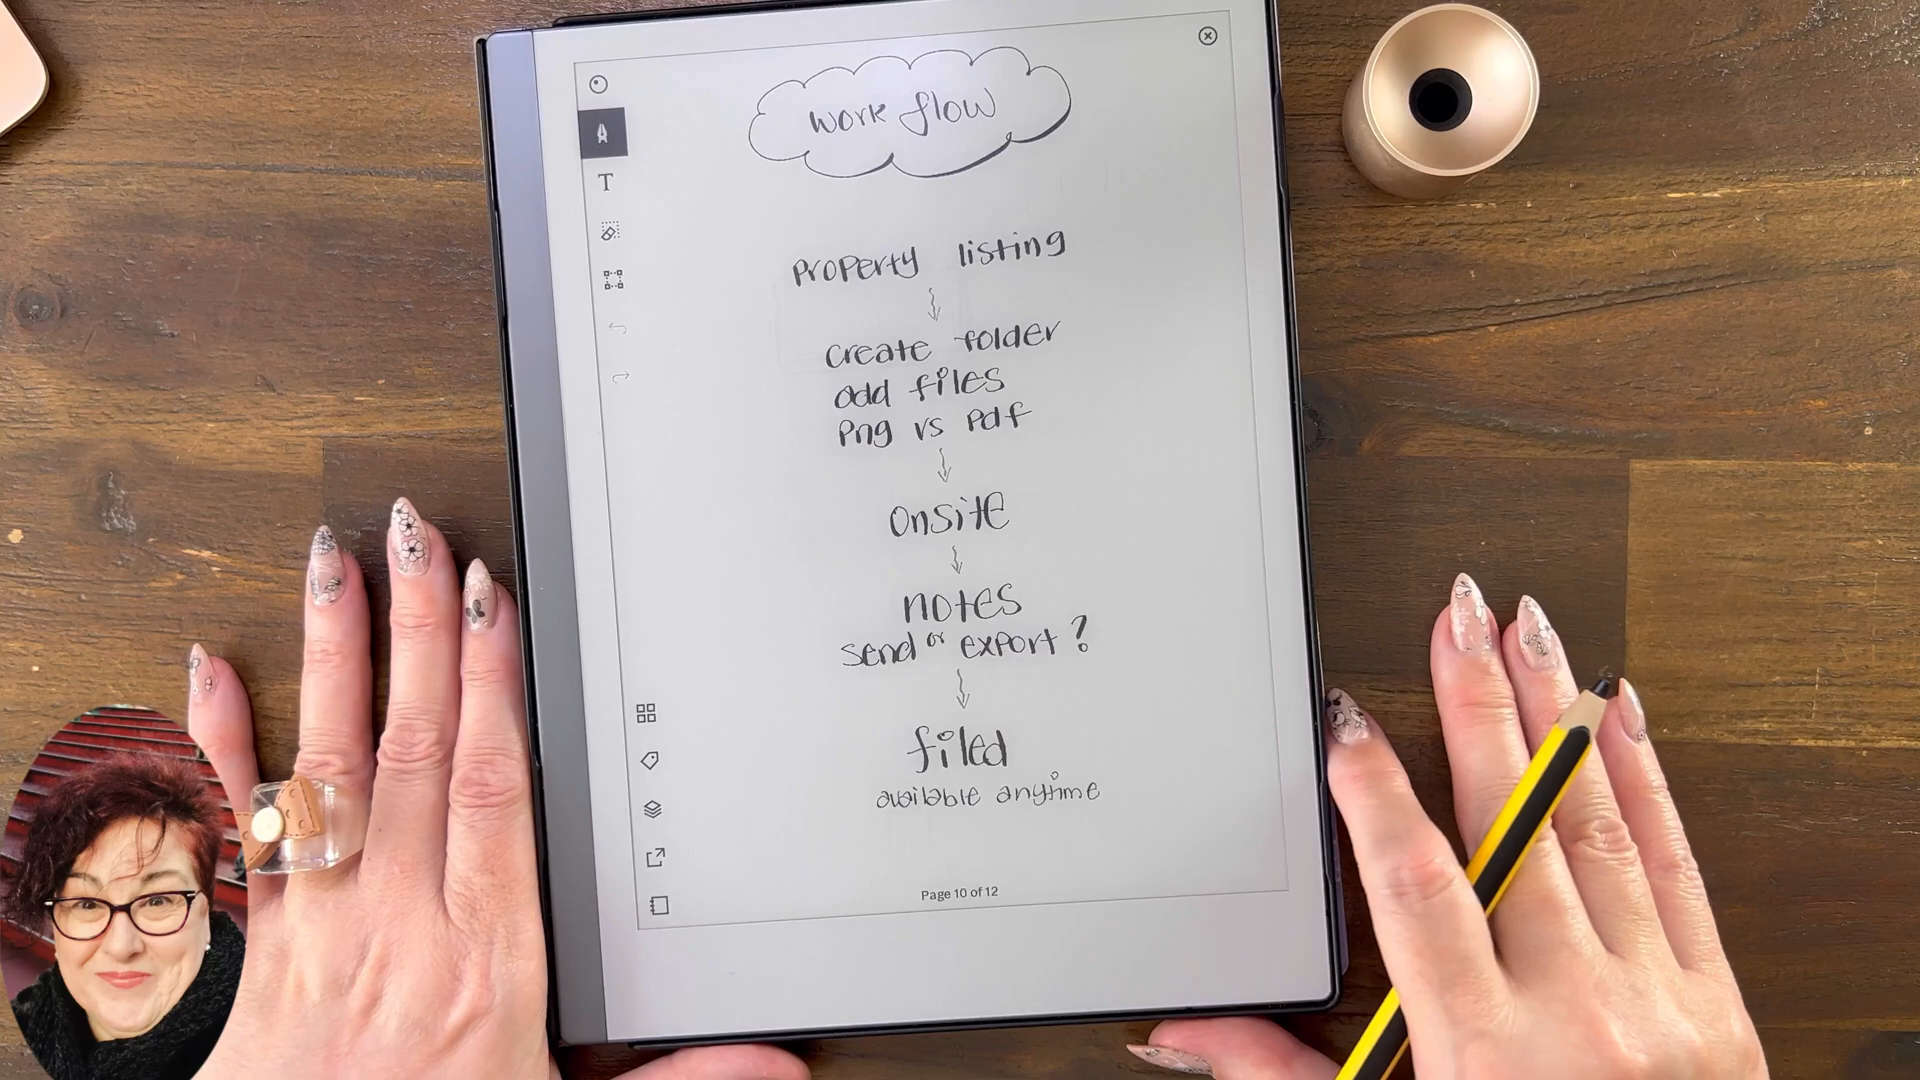 work flow
T
Property listing
create folder
add files
Png vs Pdf
onsite
notes
send or export?
filed
available anytime
Page 10 of 12